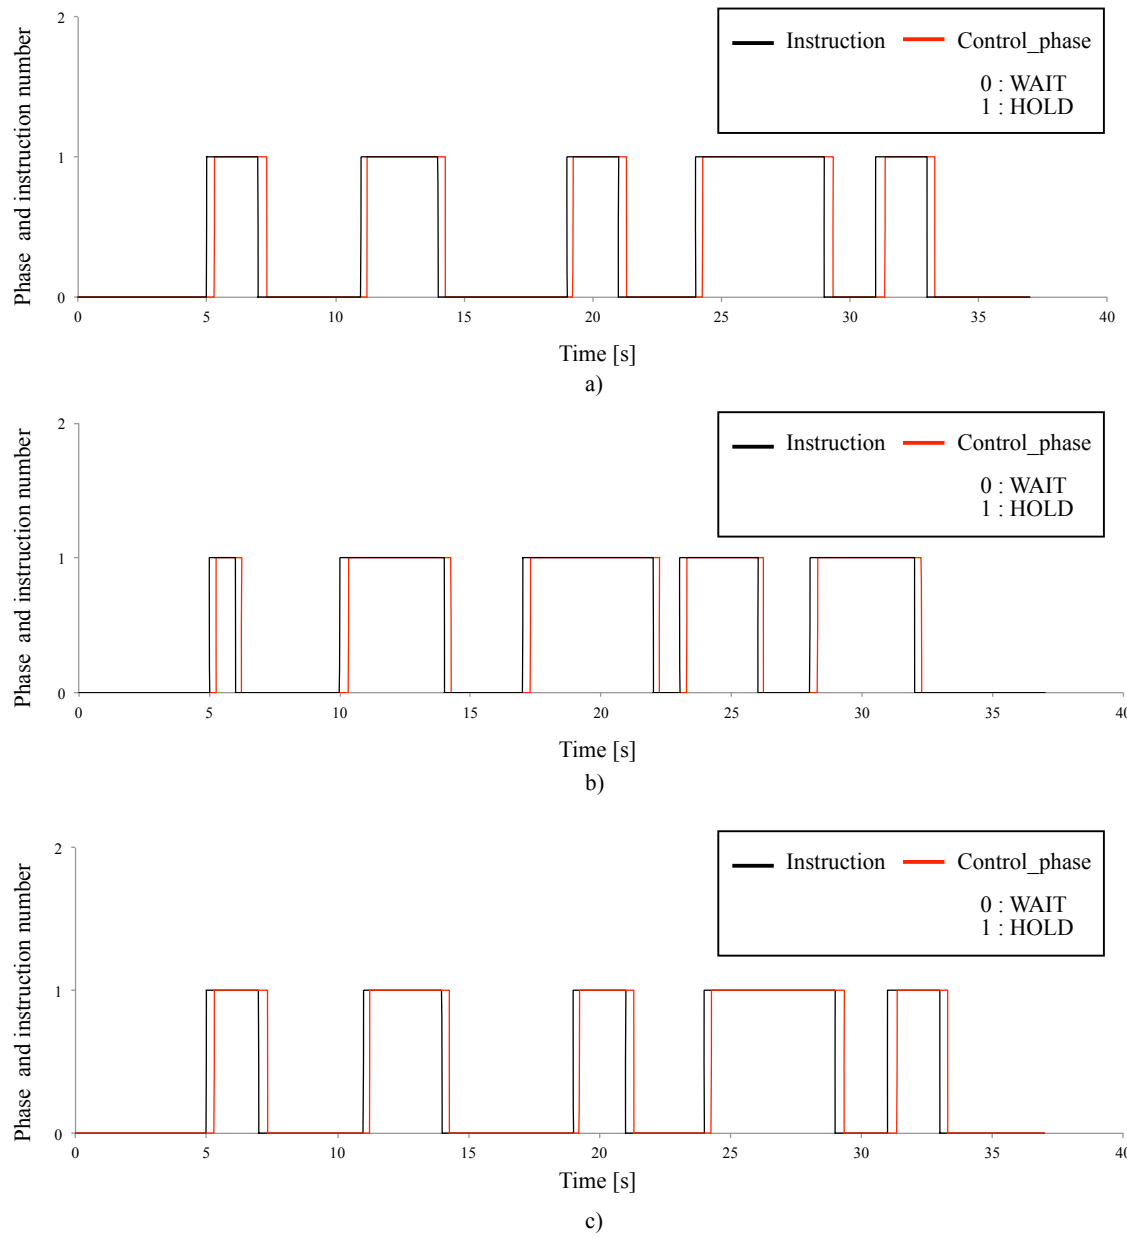 Phase and instruction number
2
1
0
Instruction Control_phase
0 : WAIT
1 : HOLD
0 5 10 15 20 25 30 35 40
Time [s]
a)
Phase and instruction number
2
1
0
Instruction Control_phase
0 : WAIT
1 : HOLD
0 5 10 15 20 25 30 35 40
Time [s]
b)
Phase and instruction number
2
1
0
Instruction Control_phase
0 : WAIT
1 : HOLD
0 5 10 15 20 25 30 35 40
Time [s]
c)